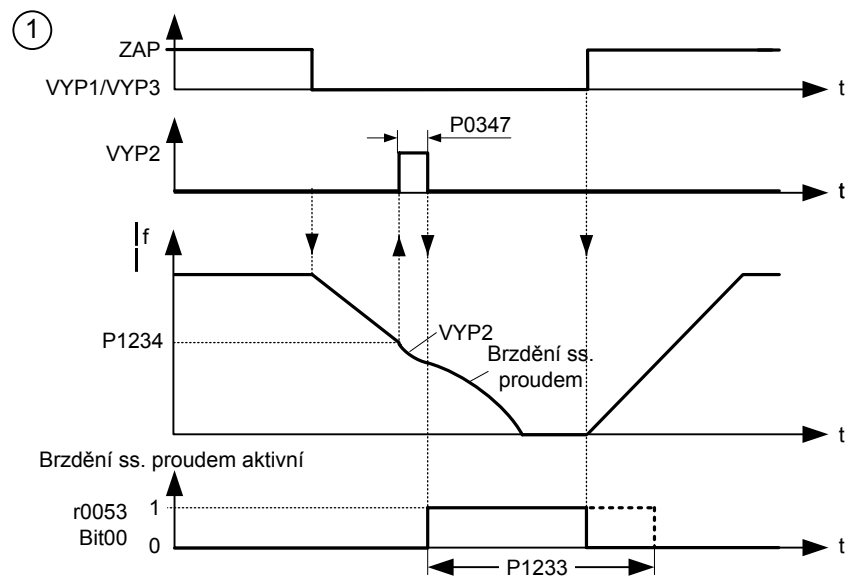 1
ZAP
VYP1/VYP3
t
P0347
VYP2
t
|f|
P1234
VYP2
Brzdění ss.
proudem
t
Brzdění ss. proudem aktivní
r0053 1
Bit00 0
t
P1233